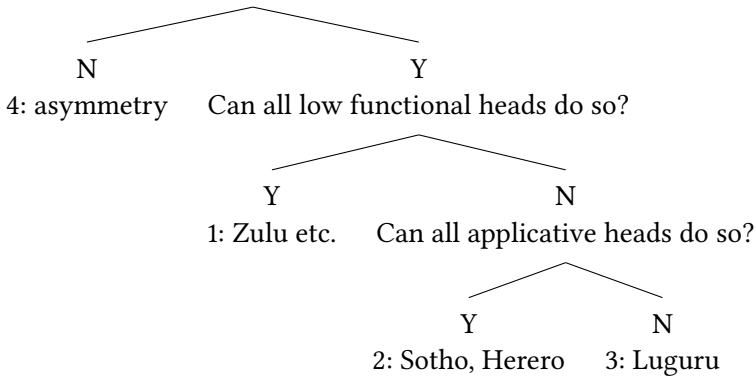 N Y
4: asymmetry Can all low functional heads do so?
Y N
1: Zulu etc. Can all applicative heads do so?
Y N
2: Sotho, Herero 3: Luguru